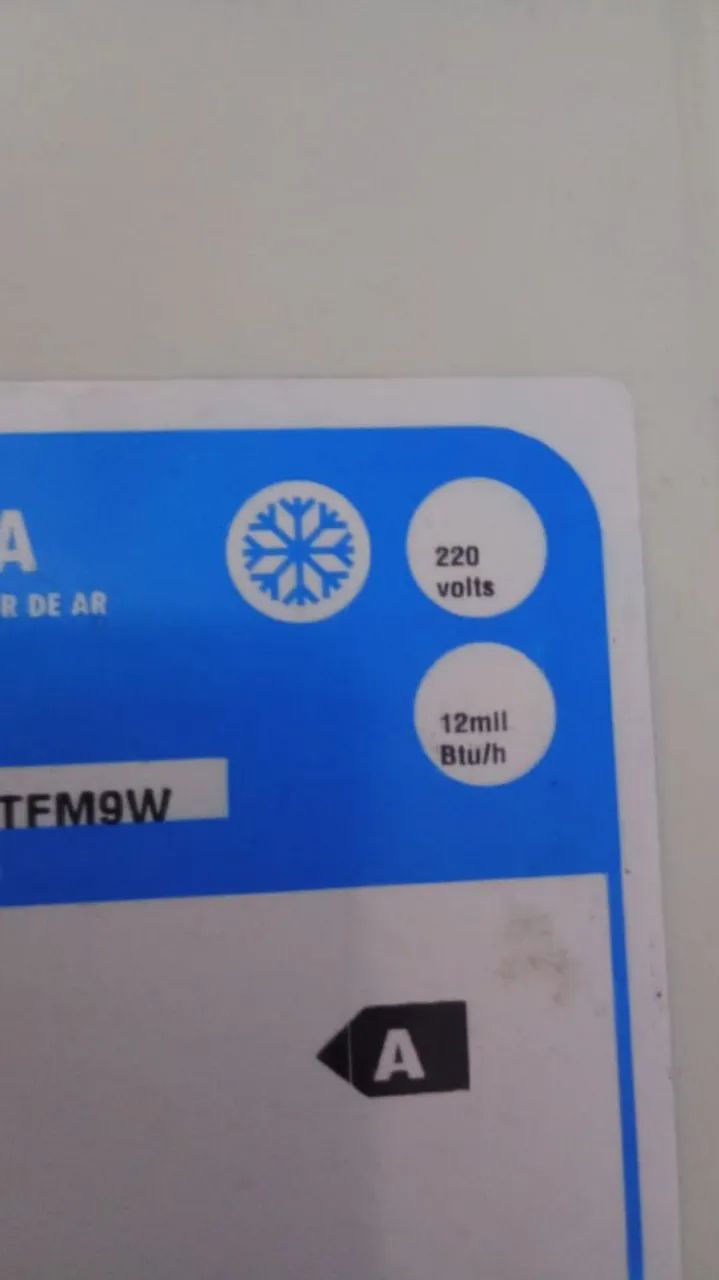 A
R DE AR
220
volts
12mil
Btu/h
TFM9W
A